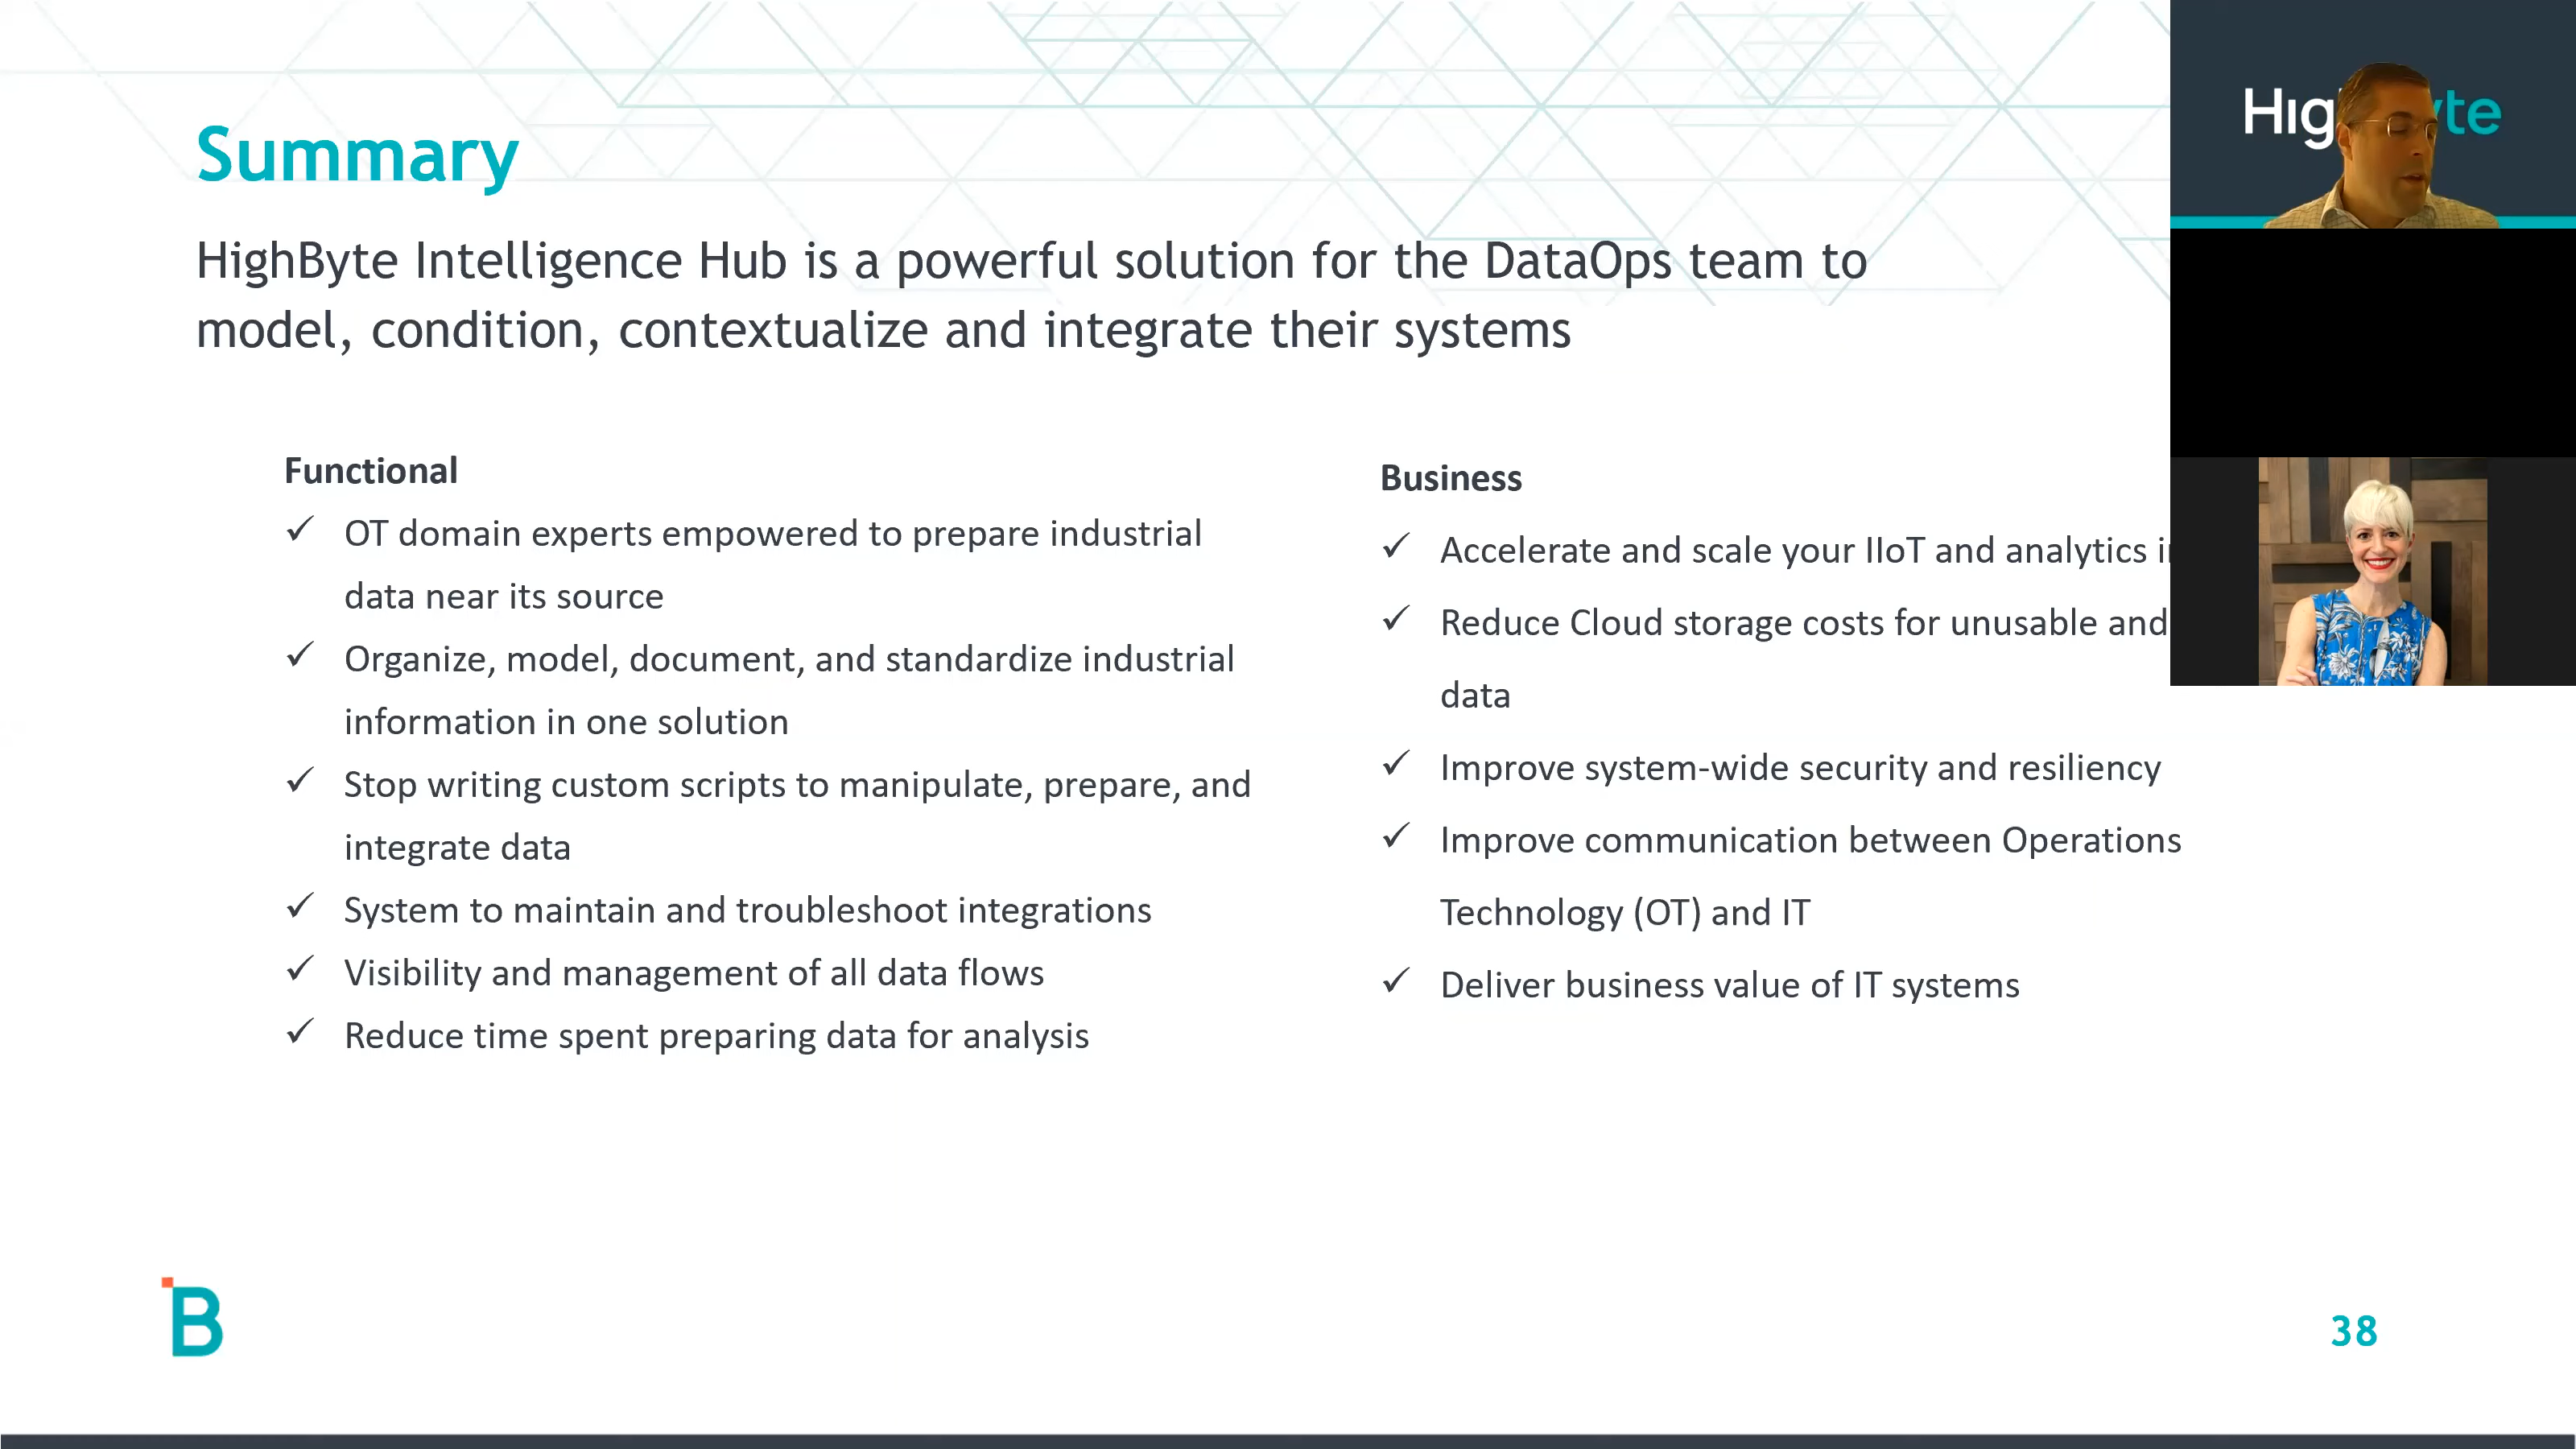 Summary
HighByte Intelligence Hub is a powerful solution for the DataOps team to
model, condition, contextualize and integrate their systems
Functional
✓ OT domain experts empowered to prepare industrial
data near its source
✓ Organize, model, document, and standardize industrial
information in one solution
✓ Stop writing custom scripts to manipulate, prepare, and
integrate data
✓ System to maintain and troubleshoot integrations
✓ Visibility and management of all data flows
✓ Reduce time spent preparing data for analysis
Business
✓ Accelerate and scale your IIoT and analytics
✓ Reduce Cloud storage costs for unusable and
data
✓ Improve system-wide security and resiliency
✓ Improve communication between Operations
Technology (OT) and IT
✓ Deliver business value of IT systems
B
38